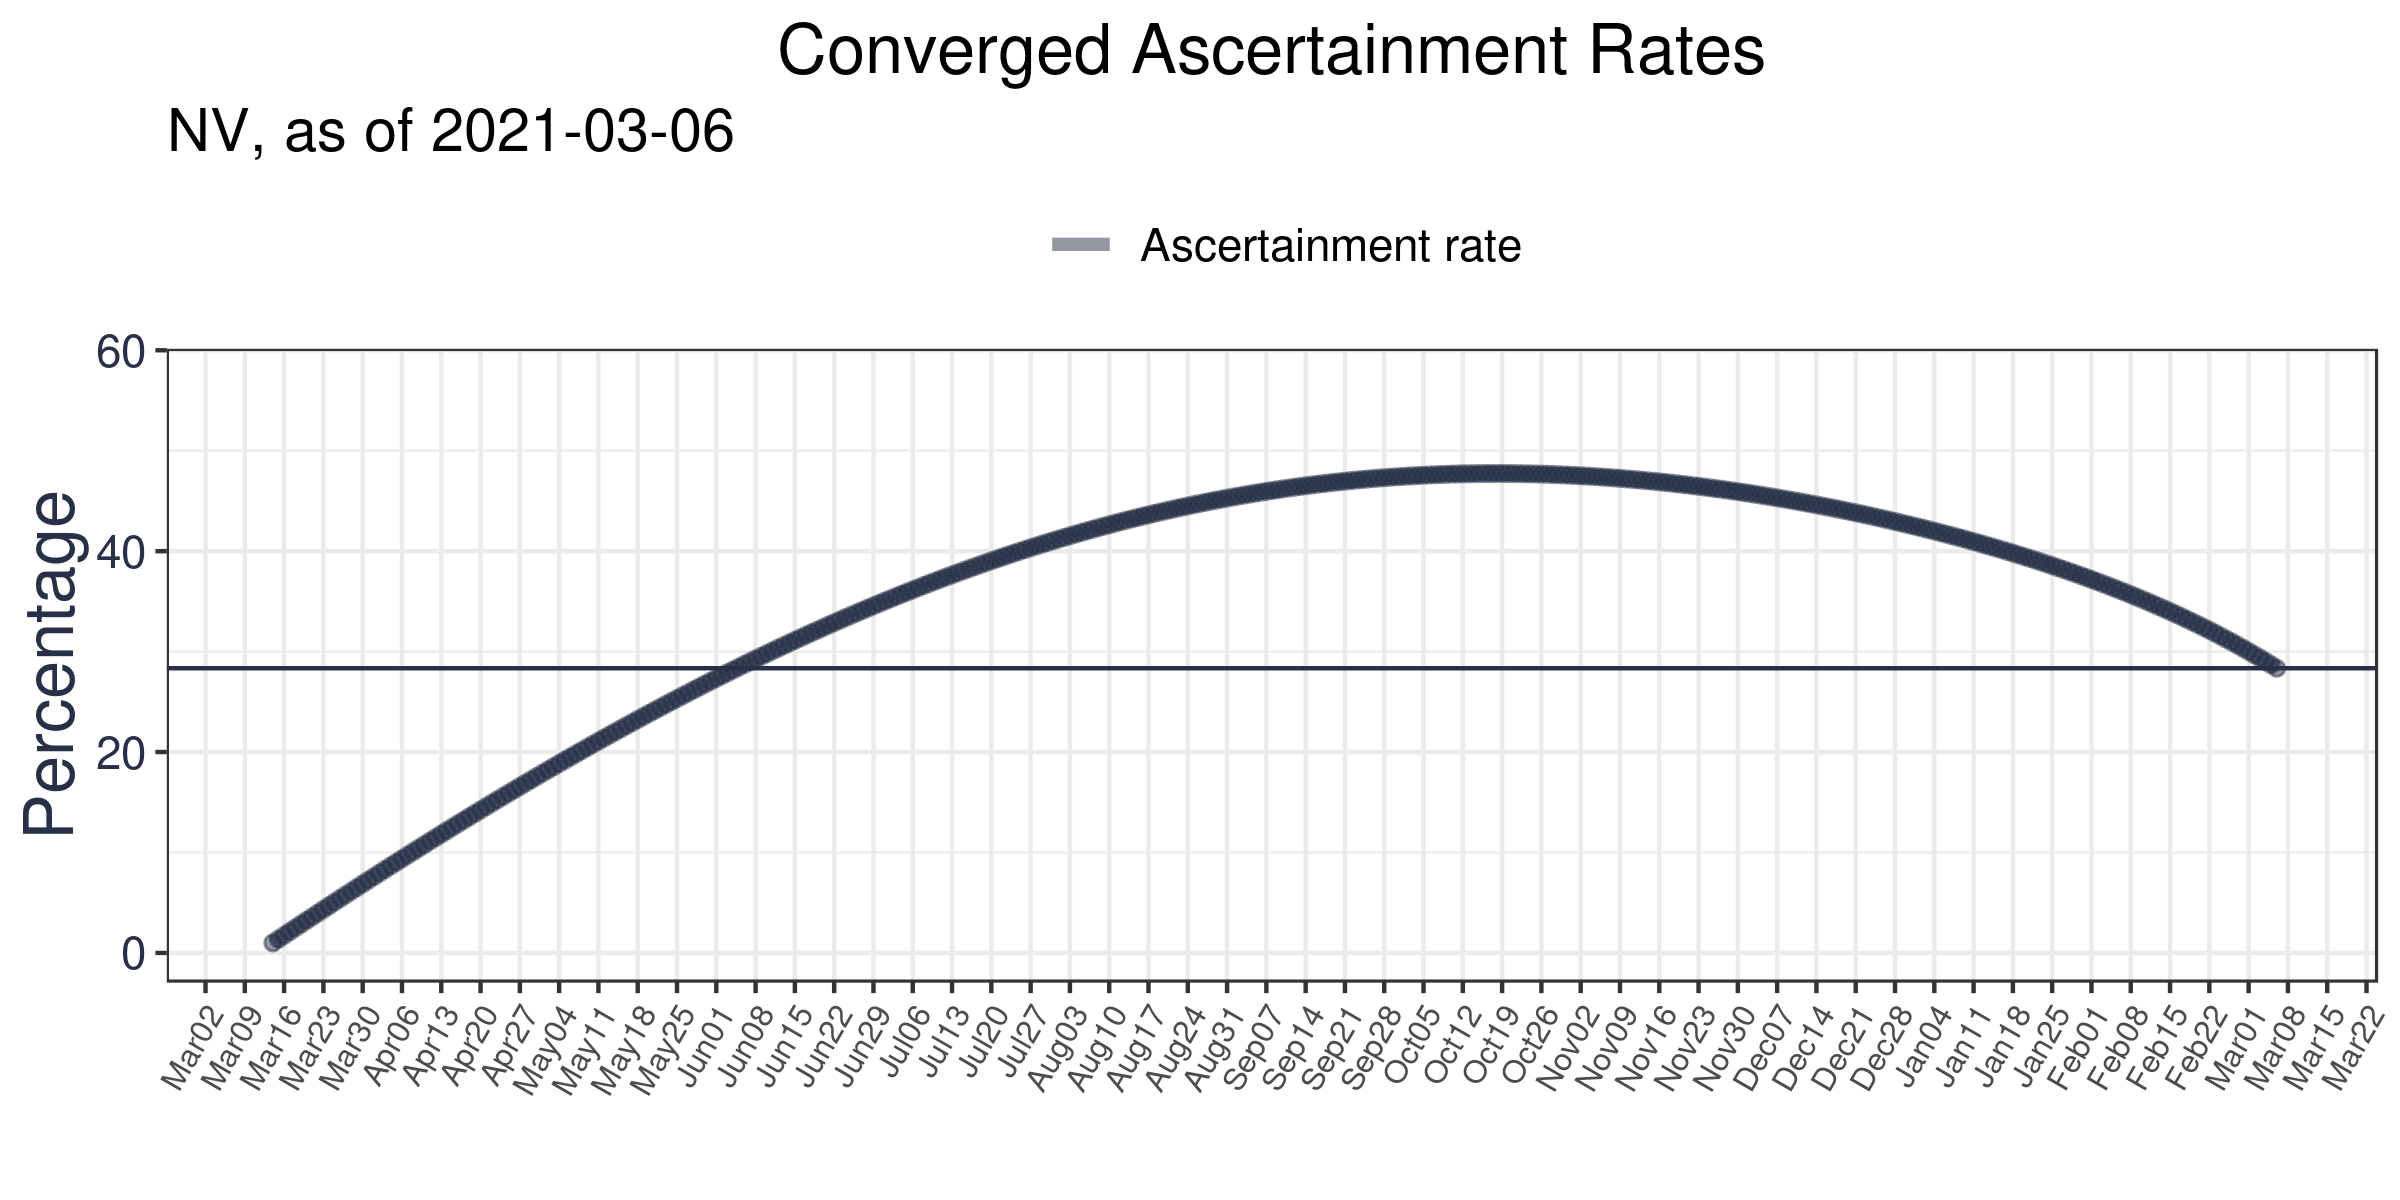 Converged Ascertainment Rates
NV, as of 2021-03-06
Ascertainment rate
Percentage
60
40
20
0
Mar02 Mar09 Mar16 Mar23 Mar30 Apr06 Apr13 Apr20 Apr27 May04 May11 May18 May25 Jun01 Jun08 Jun15 Jun22 Jun29 Jul06 Jul13 Jul20 Jul27 Aug03 Aug10 Aug17 Aug24 Aug31 Sep07 Sep14 Sep21 Sep28 Oct05 Oct12 Oct19 Oct26 Nov02 Nov09 Nov16 Nov23 Nov30 Dec07 Dec14 Dec21 Dec28 Jan04 Jan11 Jan18 Jan25 Feb01 Feb08 Feb15 Feb22 Mar01 Mar08 Mar15 Mar22